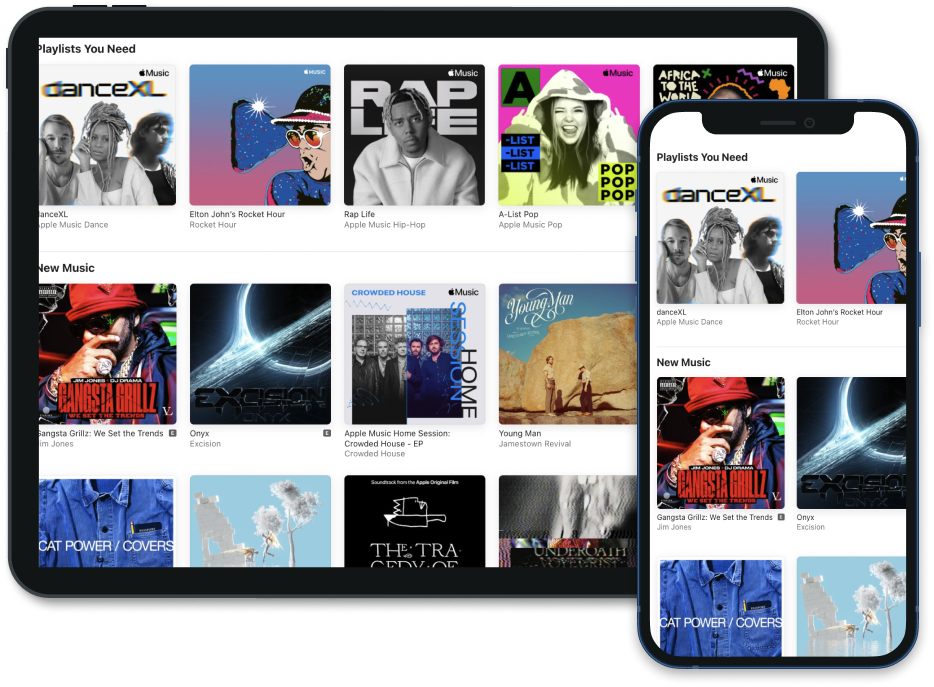 Playlists You Need
danceXL
Music
MUSIC
RAP LIFE
Music
A
-LIST
-LIST
-LIST
Music
POP
POP
POP
AFRICA
TO THE
WORLD
Music
danceXL
Apple Music Dance
Elton John's Rocket Hour
Rocket Hour
Rap Life
Apple Music Hip-Hop
A-List Pop
Apple Music Pop
New Music
JIM JONES · DJ DRAMA
GANGSTA GRILLZ
WE SET THE TRENDS
EXCISION
ONYX
CROWDED HOUSE
Music
HOME
SESSION
Young Man
Gangsta Grillz: We Set the Trends E
Jim Jones
Onyx E
Excision
Apple Music Home Session:
Crowded House - EP
Crowded House
Young Man
Jamestown Revival
CAT POWER / COVERS
Soundtrack from the Apple Original Film
THE TRA-
GEDY OF
UNDEROATH
VOYEURIST
Playlists You Need
danceXL
Music
danceXL
Apple Music Dance
Elton John's Rocket Hour
Rocket Hour
New Music
JIM JONES · DJ DRAMA
GANGSTA GRILLZ
WE SET THE TRENDS
EXCISION
Gangsta Grillz: We Set the Trends E
Jim Jones
Onyx
Excision
CAT POWER / COVERS